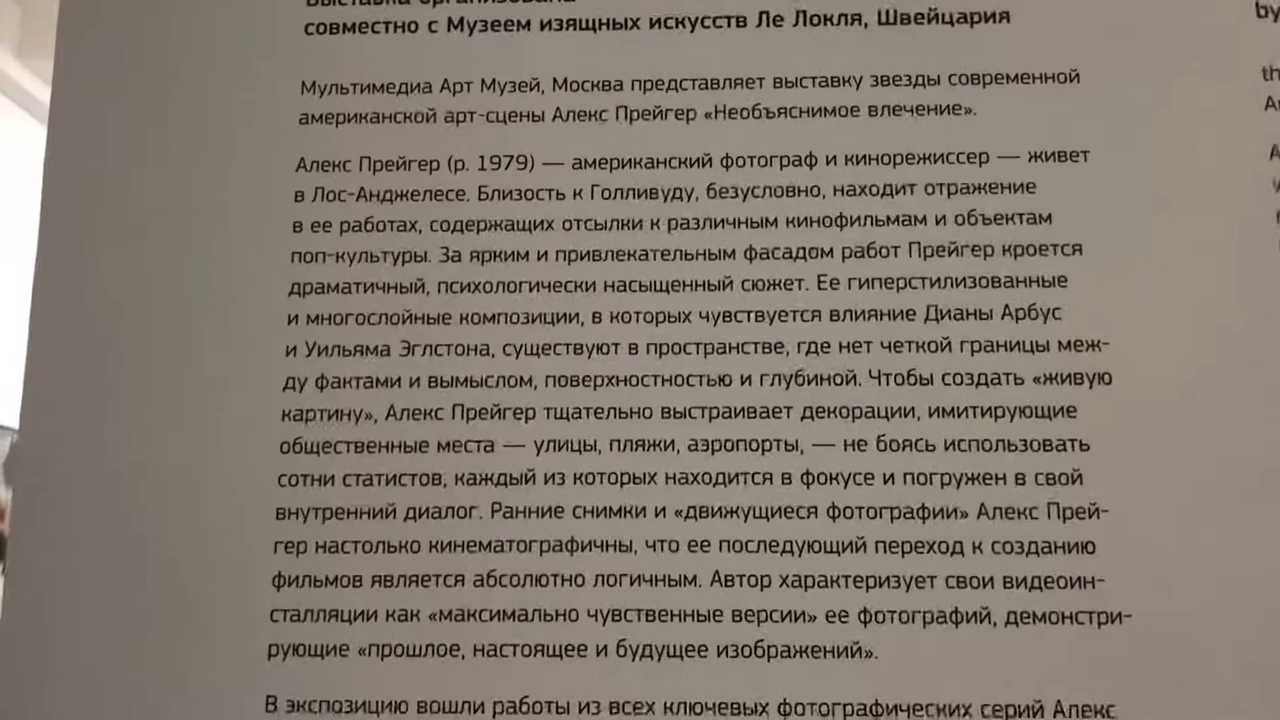 Выставка организована
совместно с Музеем изящных искусств Ле Локля, Швейцария
Мультимедиа Арт Музей, Москва представляет выставку звезды современной
американской арт-сцены Алекс Прейгер «Необъяснимое влечение».
Алекс Прейгер (р. 1979) — американский фотограф и кинорежиссер — живет
в Лос-Анджелесе. Близость к Голливуду, безусловно, находит отражение
в ее работах, содержащих отсылки к различным кинофильмам и объектам
поп-культуры. За ярким и привлекательным фасадом работ Прейгер кроется
драматичный, психологически насыщенный сюжет. Ее гиперстилизованные
и многослойные композиции, в которых чувствуется влияние Дианы Арбус
и Уильяма Эглстона, существуют в пространстве, где нет четкой границы меж-
ду фактами и вымыслом, поверхностностью и глубиной. Чтобы создать «живую
картину», Алекс Прейгер тщательно выстраивает декорации, имитирующие
общественные места — улицы, пляжи, аэропорты, — не боясь использовать
сотни статистов, каждый из которых находится в фокусе и погружен в свой
внутренний диалог. Ранние снимки и «движущиеся фотографии» Алекс Прей-
гер настолько кинематографичны, что ее последующий переход к созданию
фильмов является абсолютно логичным. Автор характеризует свои видеоин-
сталляции как «максимально чувственные версии» ее фотографий, демонстри-
рующие «прошлое, настоящее и будущее изображений».
В экспозицию вошли работы из всех ключевых фотографических серий Алекс
by
th